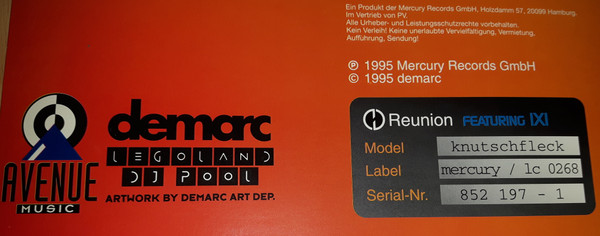 Ein Produkt der Mercury Records GmbH, Holzdamm 57, 20099 Hamburg.
Im Vertrieb von PV.
Alle Urheber- und Leistungsschutzrechte vorbehalten.
Kein Verleih! Keine unerlaubte Vervielfältigung, Vermietung,
Aufführung, Sendung!
℗ 1995 Mercury Records GmbH
© 1995 demarc
AVENUE
MUSIC
demarc
LEGOLAND
DJ POOL
ARTWORK BY DEMARC ART DEP.
Reunion FEATURING IXI
Model knutschfleck
Label mercury / lc 0268
Serial-Nr. 852 197 - 1